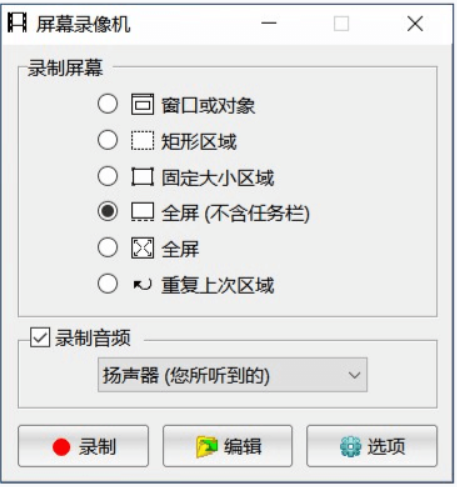 屏幕录像机
录制屏幕
窗口或对象
矩形区域
固定大小区域
全屏 (不含任务栏)
全屏
重复上次区域
录制音频
扬声器 (您所听到的)
录制
编辑
选项